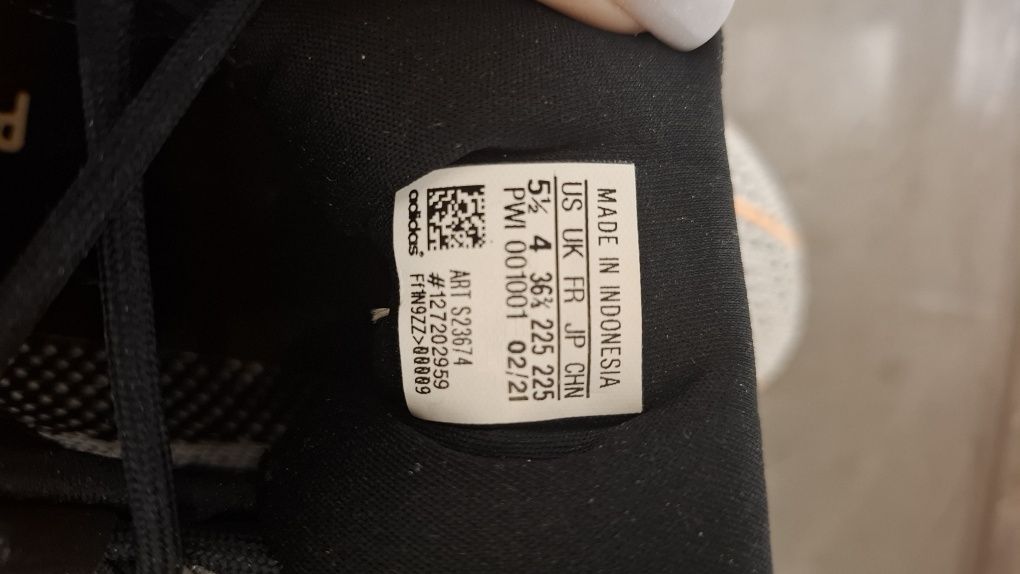 MADE IN INDONESIA
US UK FR JP CHN
5½ 4 36⅔ 225 225
PWI 001001 02/21
ART S23674
#127202959
Ff1N9ZZ>00009
adidas